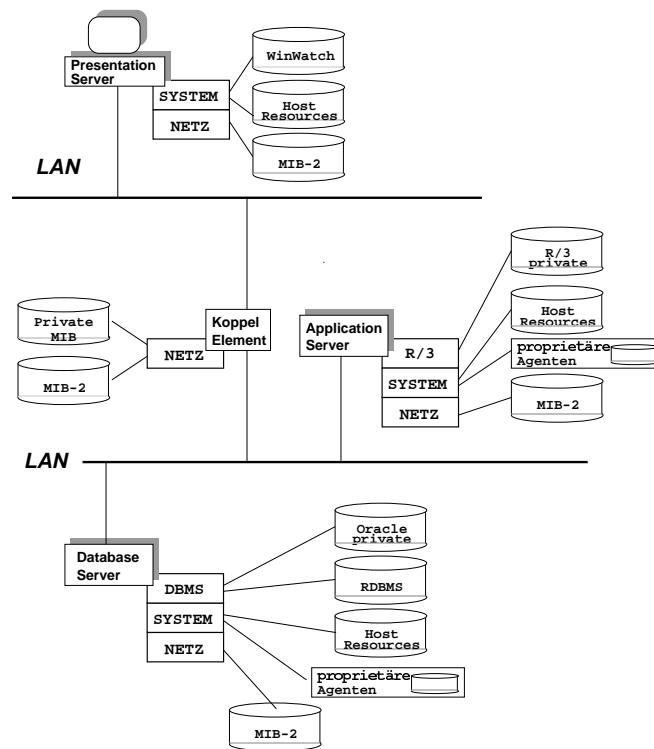 WinWatch
Presentation
Server
SYSTEM
Host
Resources
NETZ
MIB-2
LAN
R/3
private
Private
MIB
Koppel
Element
Application
Server
Host
Resources
NETZ
R/3
proprietäre
Agenten
MIB-2
SYSTEM
MIB-2
NETZ
LAN
Oracle
private
Database
Server
DBMS
RDBMS
SYSTEM
Host
Resources
NETZ
proprietäre
Agenten
MIB-2